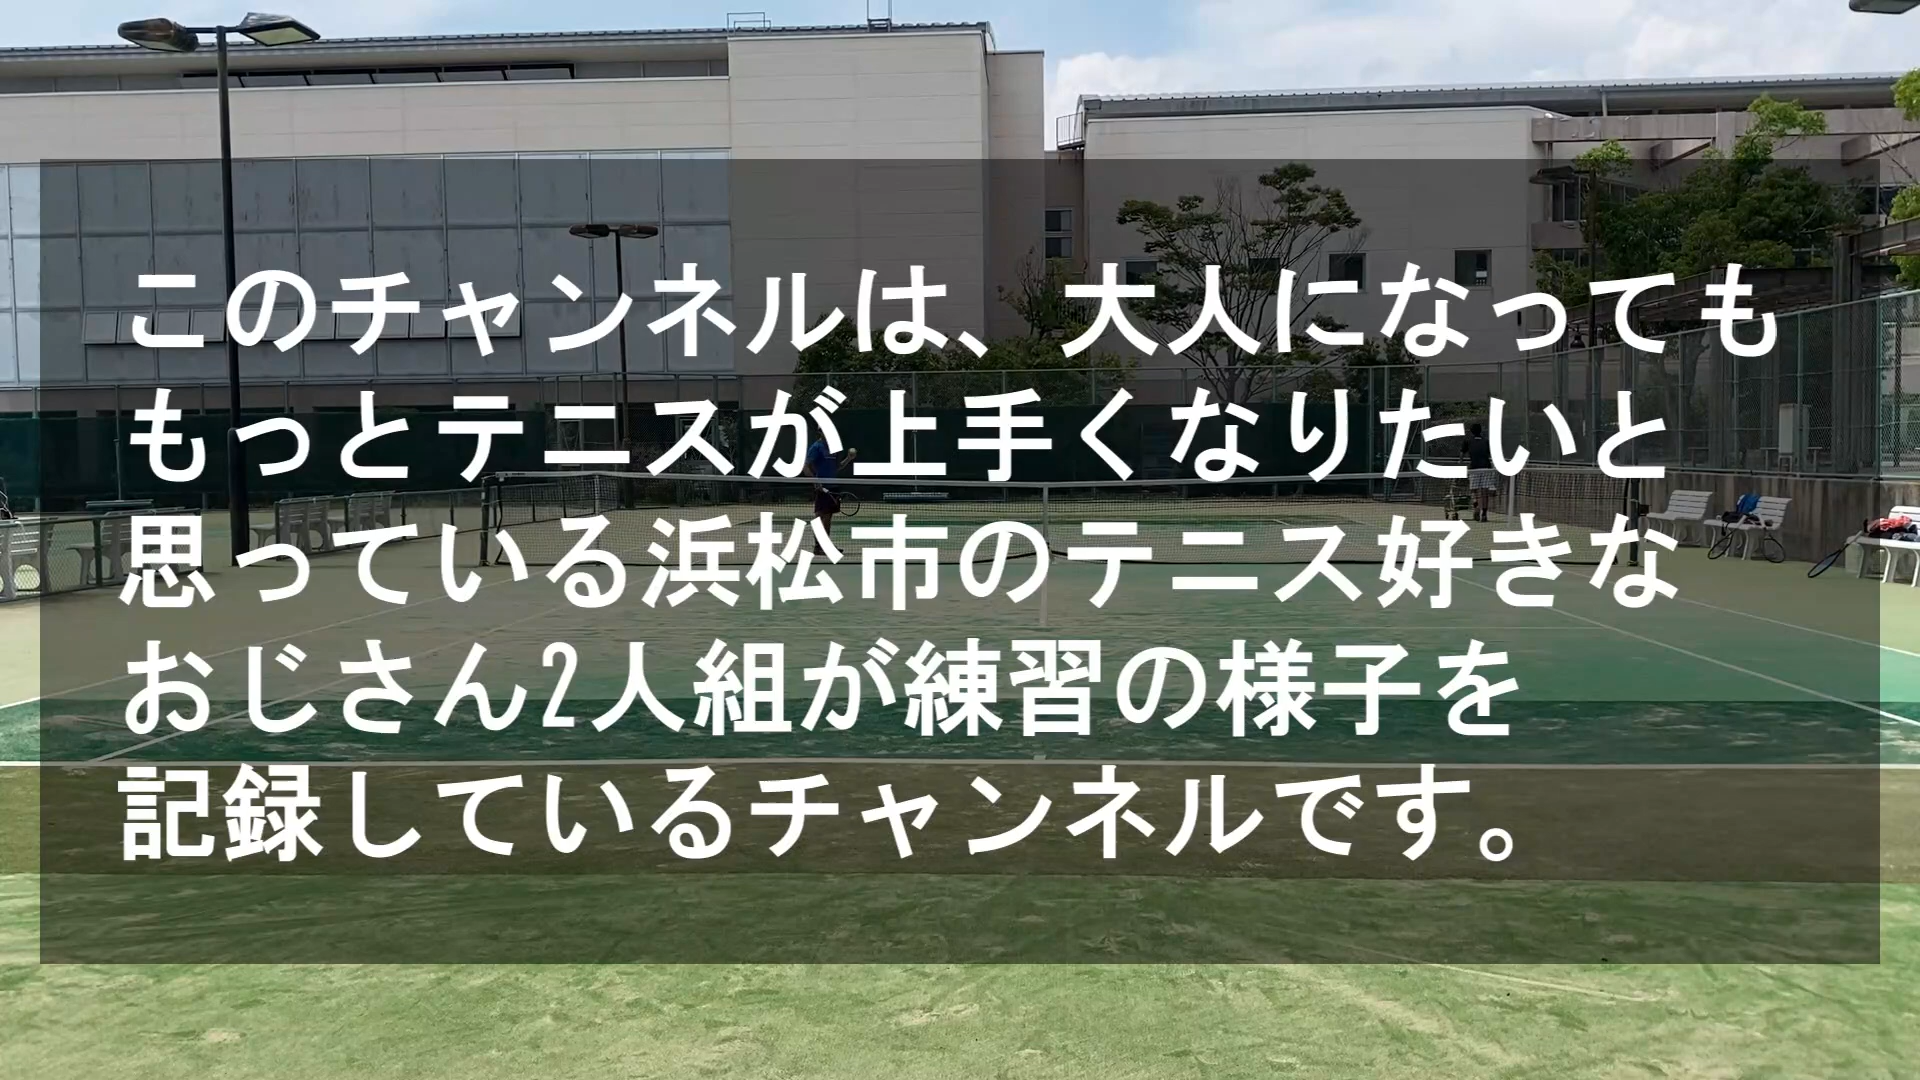 このチャンネルは、大人になっても
もっとテニスが上手くなりたいと
思っている浜松市のテニス好きな
おじさん2人組が練習の様子を
記録しているチャンネルです。